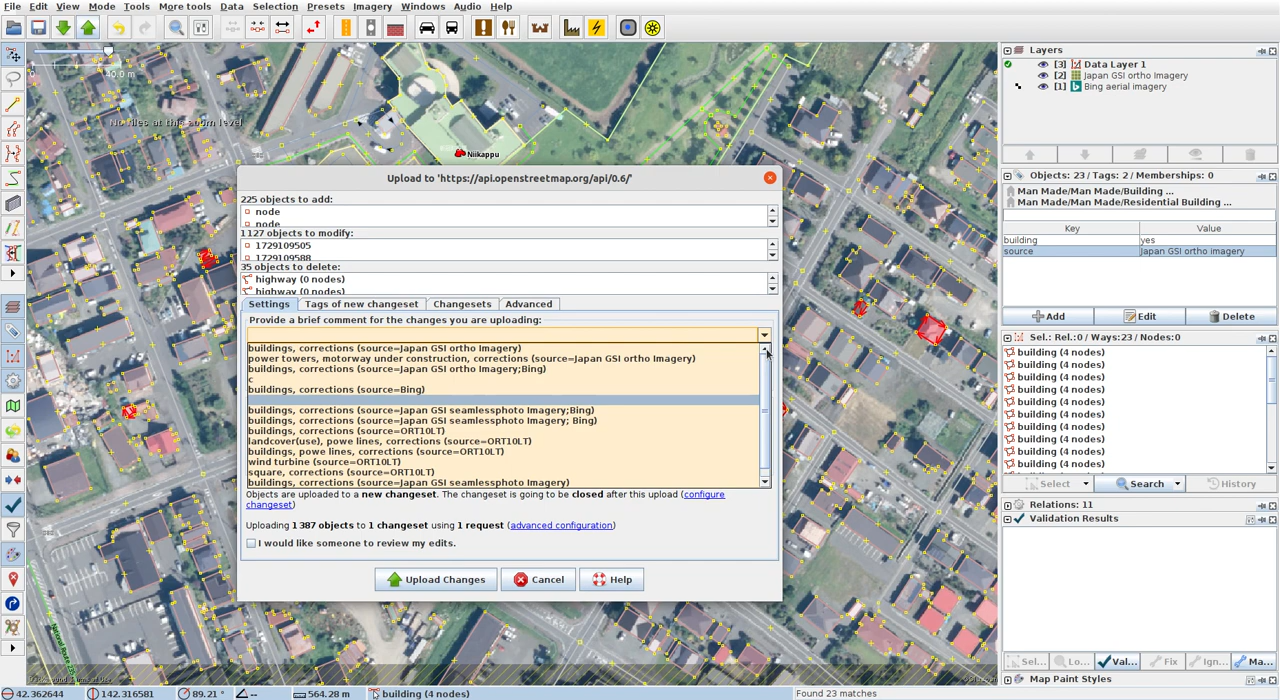 File Edit View Mode Tools More tools Data Selection Presets Imagery Windows Audio Help
0 40.0 m
No tiles at this zoom level
Niikappu
Upload to 'https://api.openstreetmap.org/api/0.6/'
225 objects to add:
node
node
1127 objects to modify:
1729109505
1729109588
35 objects to delete:
highway (0 nodes)
highway (0 nodes)
Settings Tags of new changeset Changesets Advanced
Provide a brief comment for the changes you are uploading:
buildings, corrections (source=Japan GSI ortho Imagery)
power towers, motorway under construction, corrections (source=Japan GSI ortho Imagery)
buildings, corrections (source=Japan GSI ortho Imagery;Bing)
c
buildings, corrections (source=Bing)
buildings, corrections (source=Japan GSI seamlessphoto Imagery;Bing)
buildings, corrections (source=Japan GSI seamlessphoto Imagery; Bing)
buildings, corrections (source=ORT10LT)
landcover(use), powe lines, corrections (source=ORT10LT)
buildings, powe lines, corrections (source=ORT10LT)
wind turbine (source=ORT10LT)
square, corrections (source=ORT10LT)
buildings, corrections (source=Japan GSI seamlessphoto Imagery)
Objects are uploaded to a new changeset. The changeset is going to be closed after this upload (configure
changeset)
Uploading 1 387 objects to 1 changeset using 1 request (advanced configuration)
I would like someone to review my edits.
Upload Changes Cancel Help
Layers
[3] Data Layer 1
[2] Japan GSI ortho Imagery
[1] Bing aerial imagery
Objects: 23 / Tags: 2 / Memberships: 0
Man Made/Man Made/Building ...
Man Made/Man Made/Residential Building ...
Key Value
building yes
source Japan GSI ortho imagery
Add Edit Delete
Sel.: Rel.:0 / Ways:23 / Nodes:0
building (4 nodes)
building (4 nodes)
building (4 nodes)
building (4 nodes)
building (4 nodes)
building (4 nodes)
building (4 nodes)
building (4 nodes)
building (4 nodes)
building (4 nodes)
Select Search History
Relations: 11
Validation Results
Sel... Lo... Val... Fix Ign... Ma...
Map Paint Styles
42.362644 142.316581 89.21 ° -- 564.28 m building (4 nodes) Found 23 matches